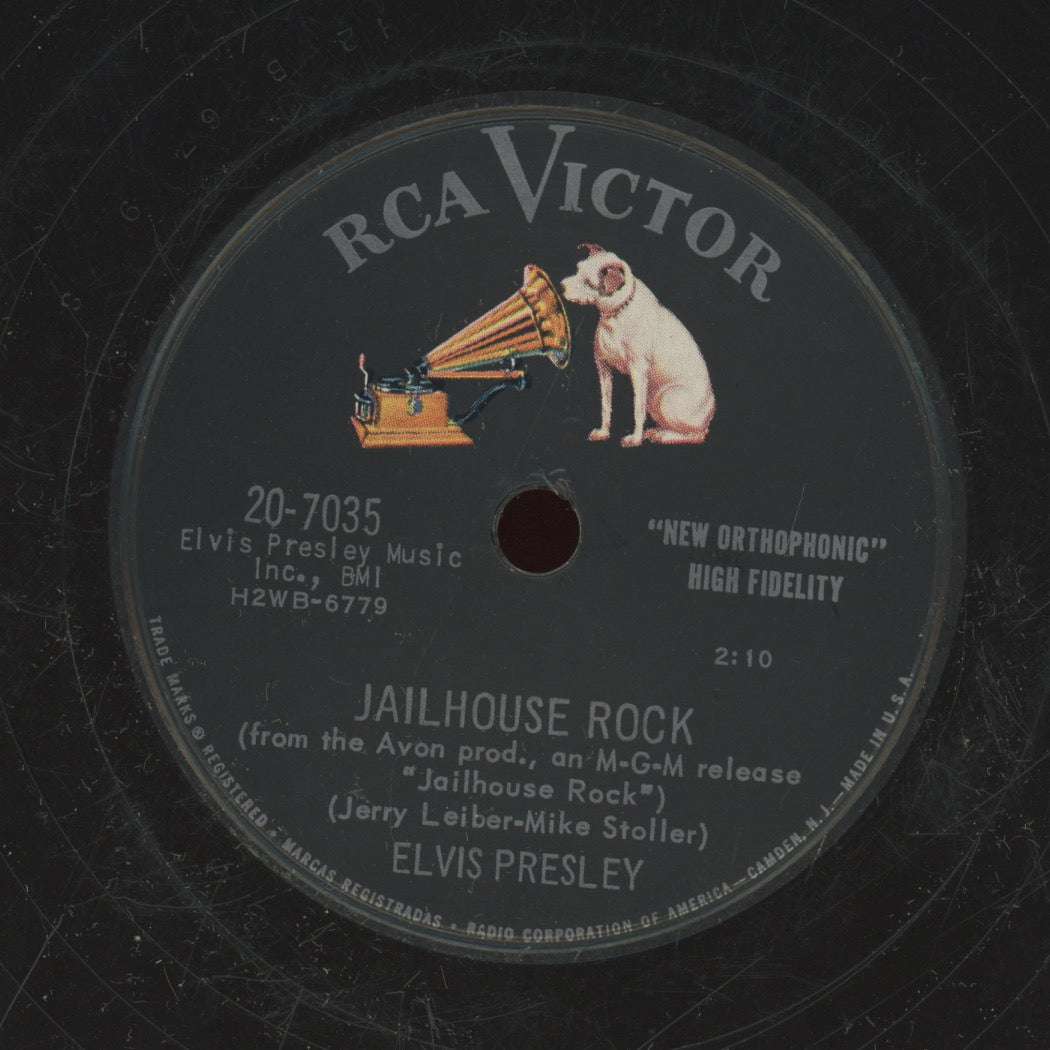 RCA VICTOR
20-7035
Elvis Presley Music
Inc., BMI
H2WB-6779
"NEW ORTHOPHONIC"
HIGH FIDELITY
2:10
JAILHOUSE ROCK
(from the Avon prod., an M-G-M release
"Jailhouse Rock")
(Jerry Leiber-Mike Stoller)
ELVIS PRESLEY
TRADE MARKS ® REGISTERED • MARCAS REGISTRADAS • RADIO CORPORATION OF AMERICA—CAMDEN, N. J.—MADE IN U. S. A.